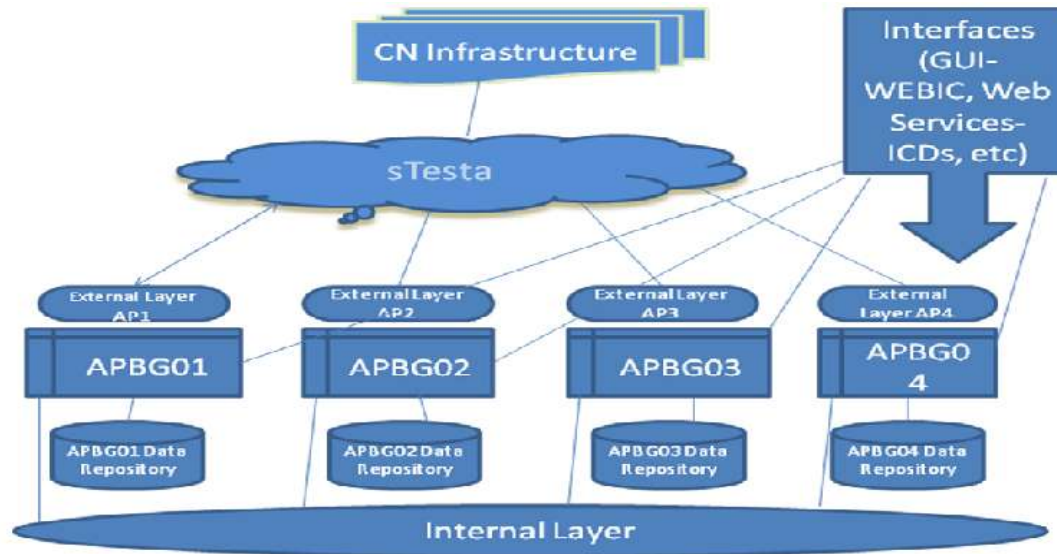 CN Infrastructure
Interfaces
(GUI-
WEBIC, Web
Services-
ICDs, etc)
sTesta
External Layer
AP1
External Layer
AP2
External Layer
AP3
External
Layer AP4
APBG01
APBG02
APBG03
APBG0
4
APBG01 Data
Repository
APBG02 Data
Repository
APBG03 Data
Repository
APBG04 Data
Repository
Internal Layer